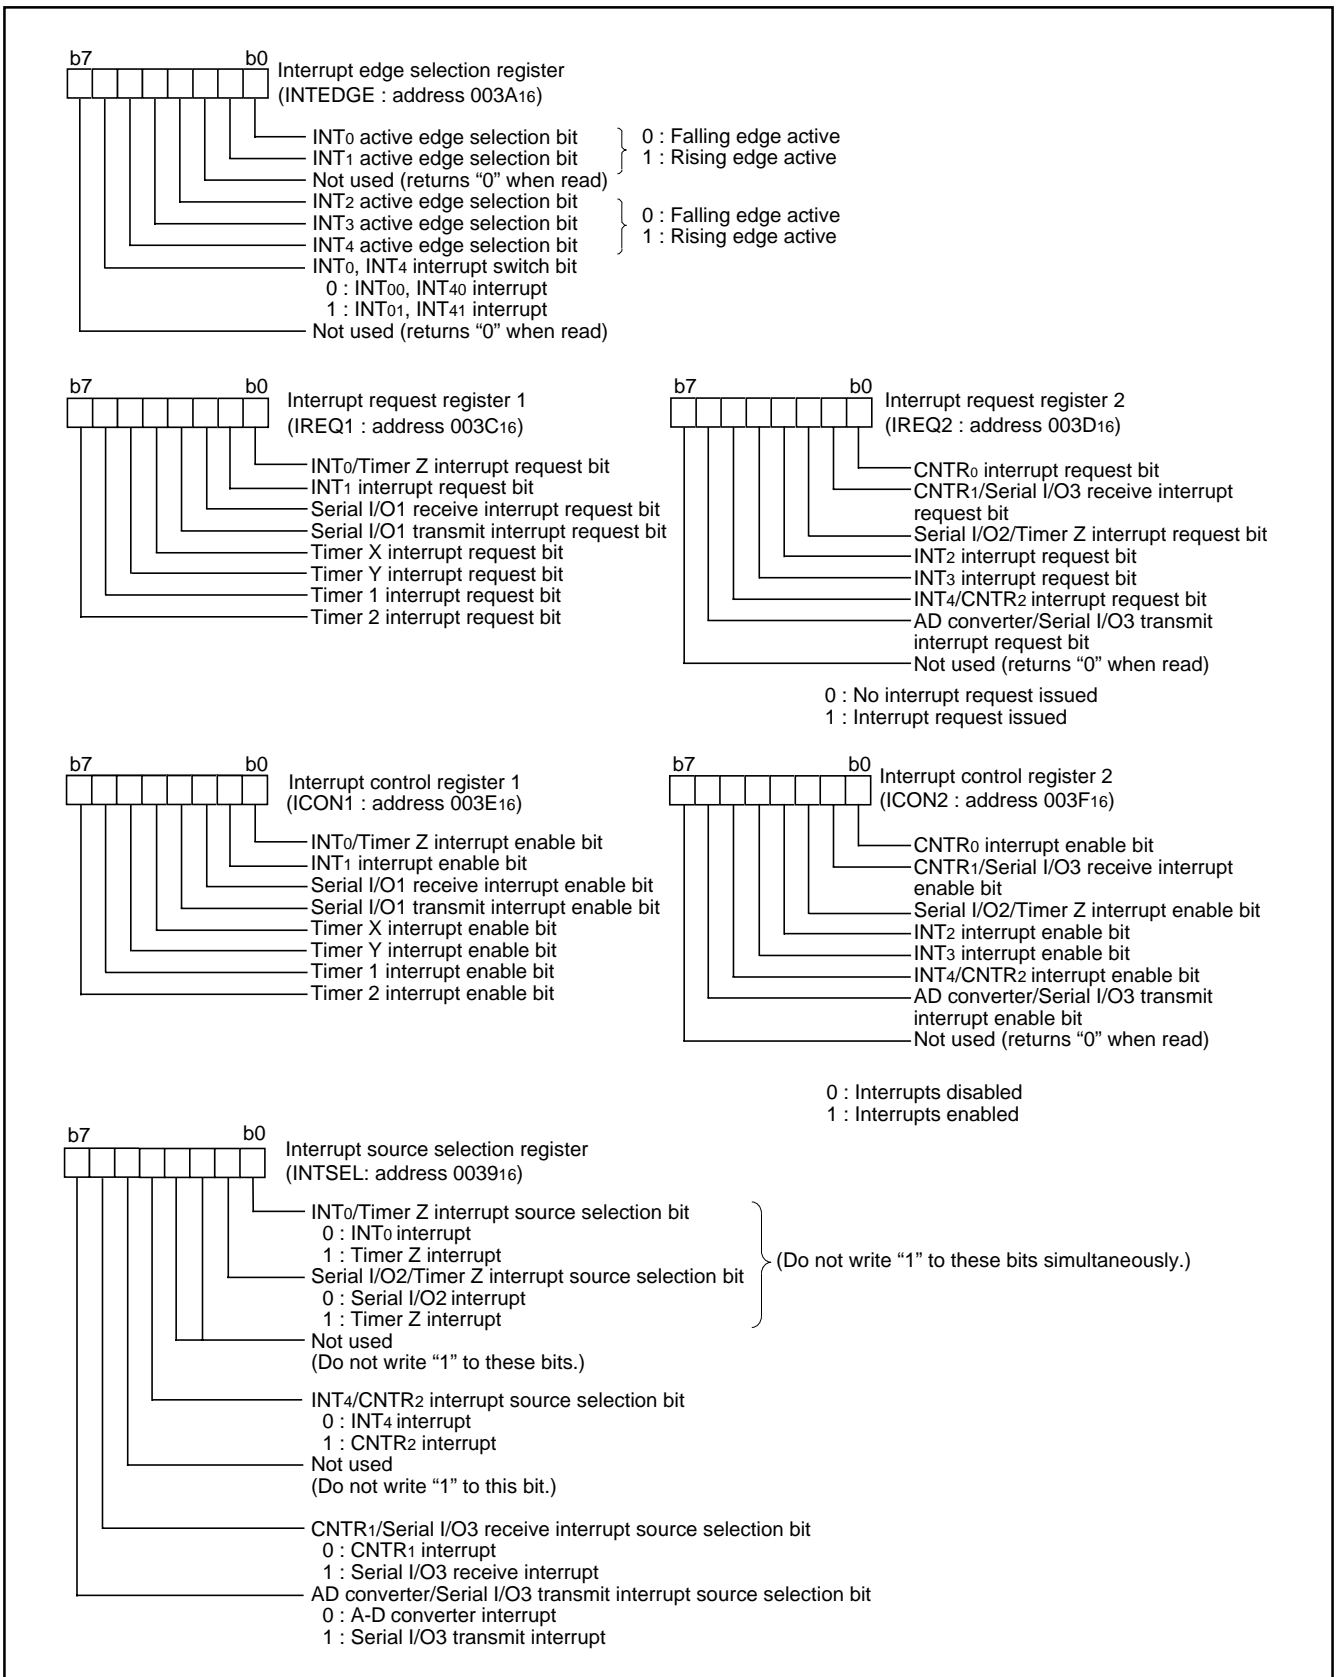 b7 b0
Interrupt edge selection register
(INTEDGE : address 003A16)
INT0 active edge selection bit
INT1 active edge selection bit
0 : Falling edge active
1 : Rising edge active
Not used (returns “0” when read)
INT2 active edge selection bit
INT3 active edge selection bit
INT4 active edge selection bit
0 : Falling edge active
1 : Rising edge active
INT0, INT4 interrupt switch bit
0 : INT00, INT40 interrupt
1 : INT01, INT41 interrupt
Not used (returns “0” when read)
b7 b0
Interrupt request register 1
(IREQ1 : address 003C16)
INT0/Timer Z interrupt request bit
INT1 interrupt request bit
Serial I/O1 receive interrupt request bit
Serial I/O1 transmit interrupt request bit
Timer X interrupt request bit
Timer Y interrupt request bit
Timer 1 interrupt request bit
Timer 2 interrupt request bit
b7 b0
Interrupt request register 2
(IREQ2 : address 003D16)
CNTR0 interrupt request bit
CNTR1/Serial I/O3 receive interrupt
request bit
Serial I/O2/Timer Z interrupt request bit
INT2 interrupt request bit
INT3 interrupt request bit
INT4/CNTR2 interrupt request bit
AD converter/Serial I/O3 transmit
interrupt request bit
Not used (returns “0” when read)
0 : No interrupt request issued
1 : Interrupt request issued
b7 b0
Interrupt control register 1
(ICON1 : address 003E16)
INT0/Timer Z interrupt enable bit
INT1 interrupt enable bit
Serial I/O1 receive interrupt enable bit
Serial I/O1 transmit interrupt enable bit
Timer X interrupt enable bit
Timer Y interrupt enable bit
Timer 1 interrupt enable bit
Timer 2 interrupt enable bit
b7 b0
Interrupt control register 2
(ICON2 : address 003F16)
CNTR0 interrupt enable bit
CNTR1/Serial I/O3 receive interrupt
enable bit
Serial I/O2/Timer Z interrupt enable bit
INT2 interrupt enable bit
INT3 interrupt enable bit
INT4/CNTR2 interrupt enable bit
AD converter/Serial I/O3 transmit
interrupt enable bit
Not used (returns “0” when read)
0 : Interrupts disabled
1 : Interrupts enabled
b7 b0
Interrupt source selection register
(INTSEL: address 003916)
INT0/Timer Z interrupt source selection bit
0 : INT0 interrupt
1 : Timer Z interrupt
Serial I/O2/Timer Z interrupt source selection bit
0 : Serial I/O2 interrupt
1 : Timer Z interrupt
(Do not write “1” to these bits simultaneously.)
Not used
(Do not write “1” to these bits.)
INT4/CNTR2 interrupt source selection bit
0 : INT4 interrupt
1 : CNTR2 interrupt
Not used
(Do not write “1” to this bit.)
CNTR1/Serial I/O3 receive interrupt source selection bit
0 : CNTR1 interrupt
1 : Serial I/O3 receive interrupt
AD converter/Serial I/O3 transmit interrupt source selection bit
0 : A-D converter interrupt
1 : Serial I/O3 transmit interrupt